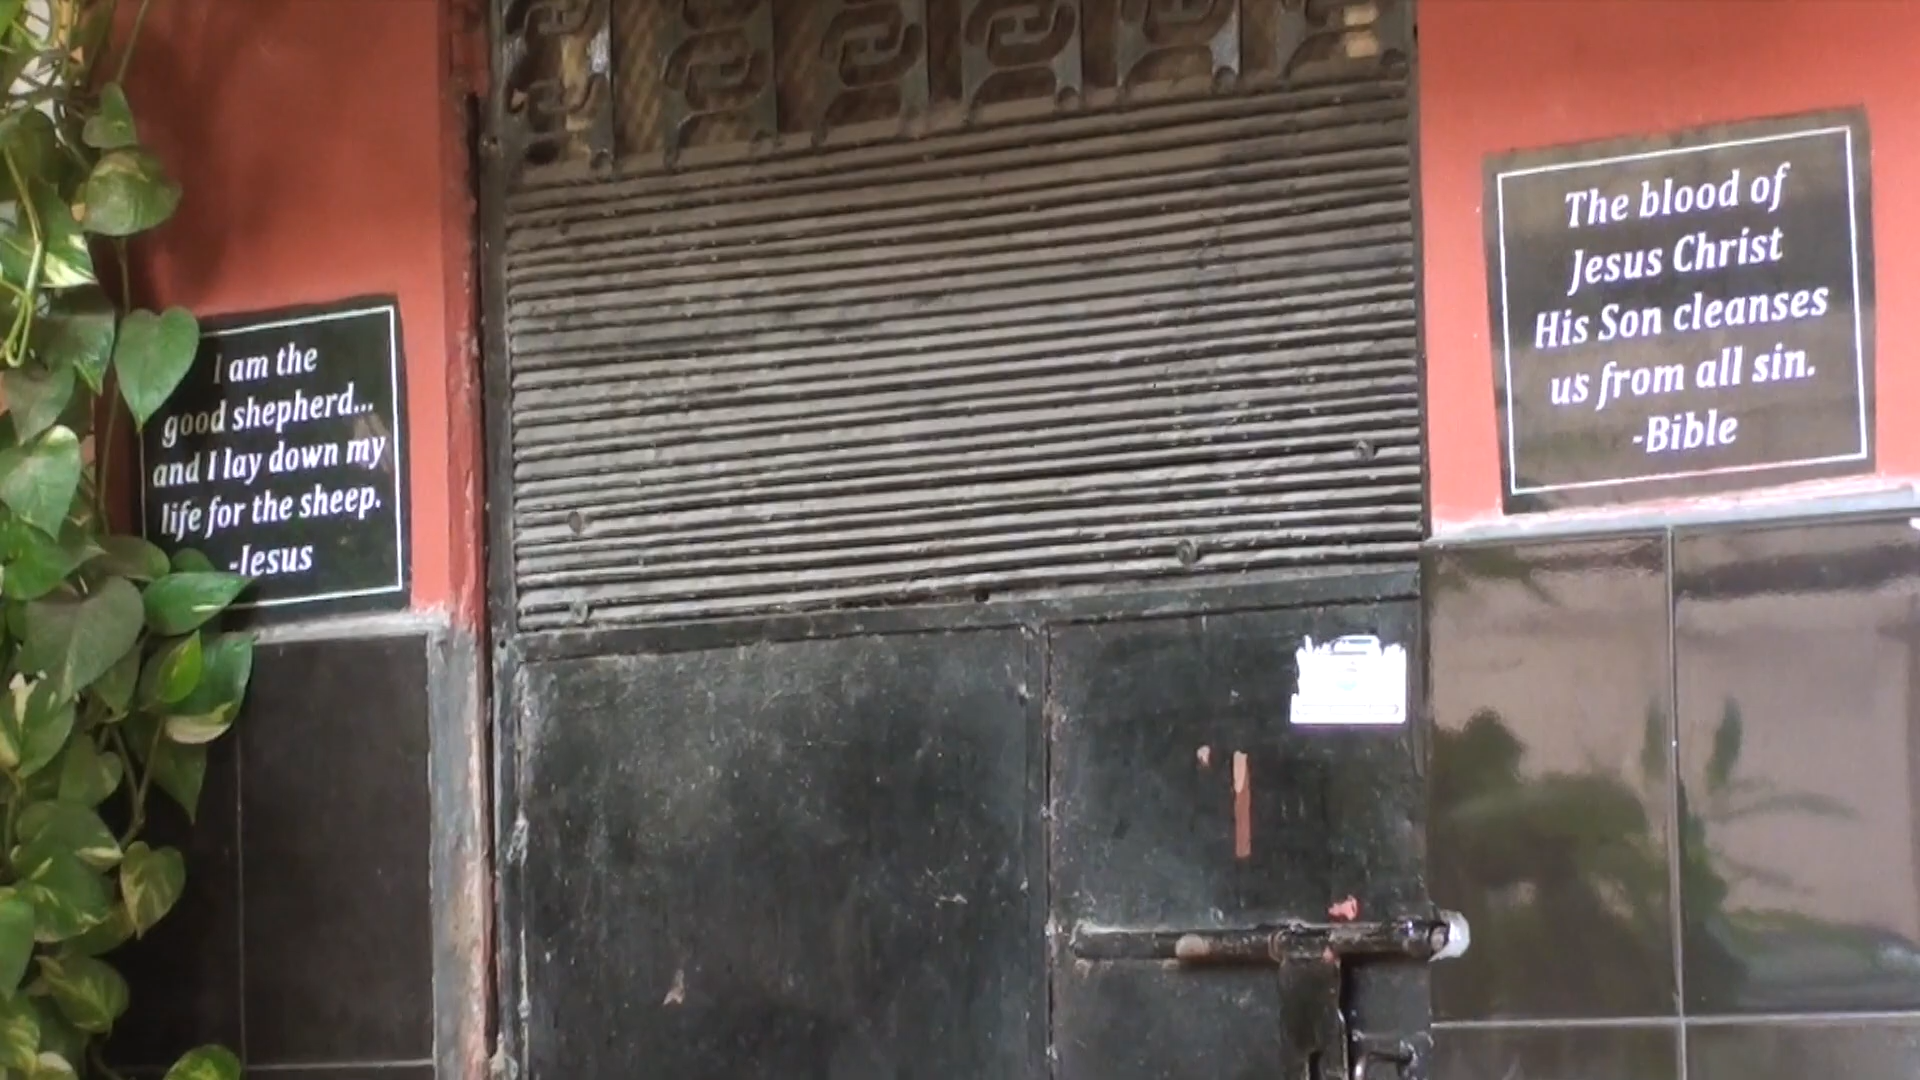 I am the
good shepherd...
and I lay down my
life for the sheep.
-Jesus
The blood of
Jesus Christ
His Son cleanses
us from all sin.
-Bible